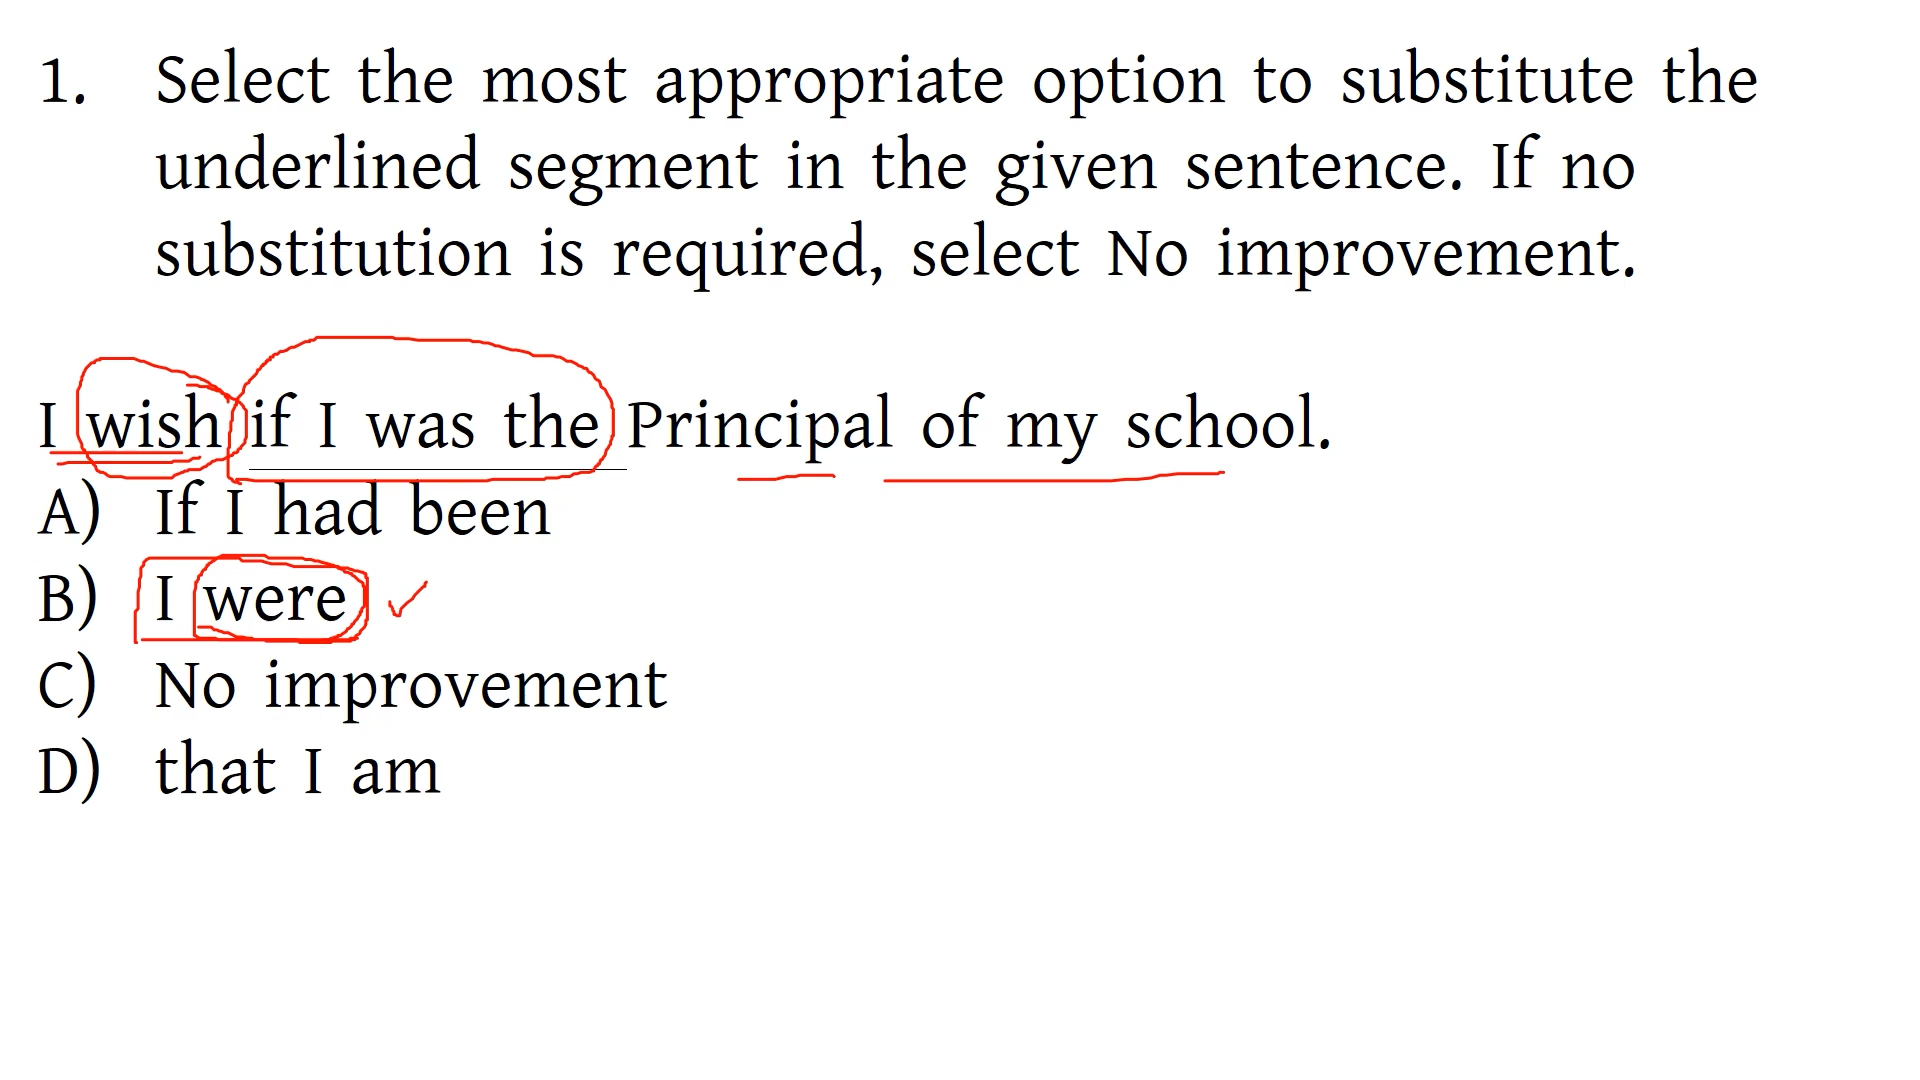 1. Select the most appropriate option to substitute the
underlined segment in the given sentence. If no
substitution is required, select No improvement.
I wish if I was the Principal of my school.
A) If I had been
B) I were
C) No improvement
D) that I am